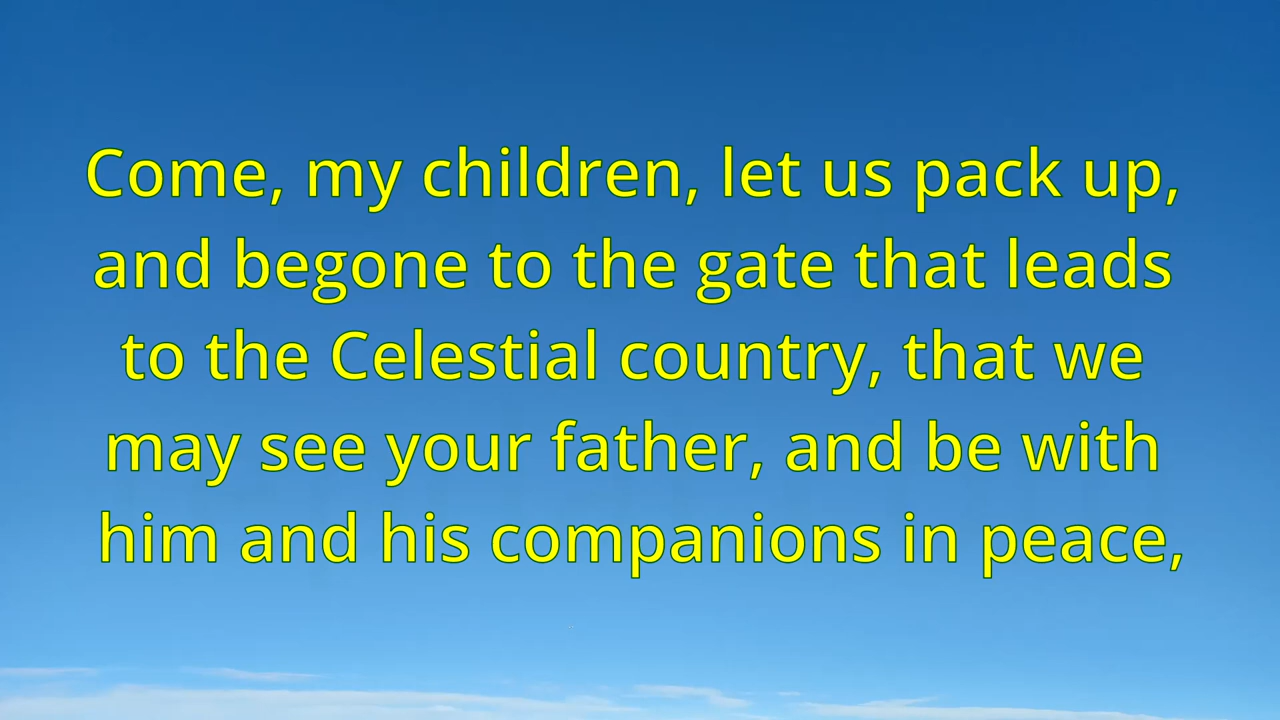 Come, my children, let us pack up,
and begone to the gate that leads
to the Celestial country, that we
may see your father, and be with
him and his companions in peace,